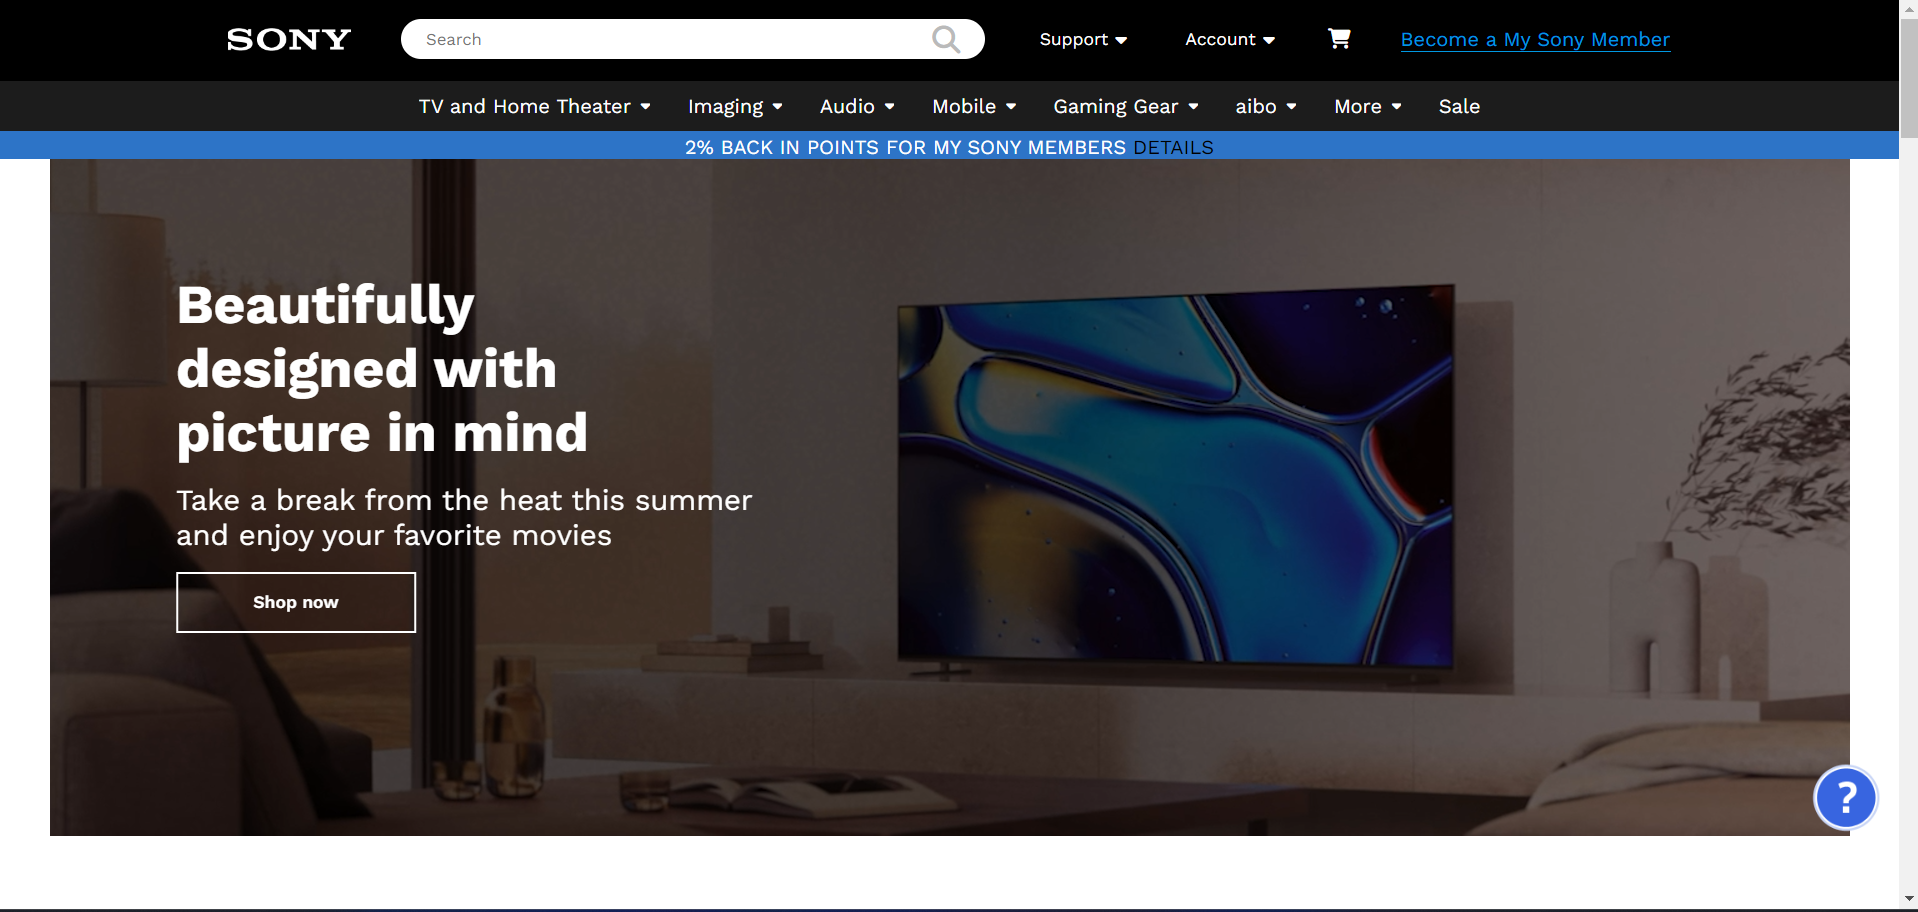 SONY
Search
Support
Account
Become a My Sony Member
TV and Home Theater
Imaging
Audio
Mobile
Gaming Gear
aibo
More
Sale
2% BACK IN POINTS FOR MY SONY MEMBERS DETAILS
Beautifully
designed with
picture in mind
Take a break from the heat this summer
and enjoy your favorite movies
Shop now
?